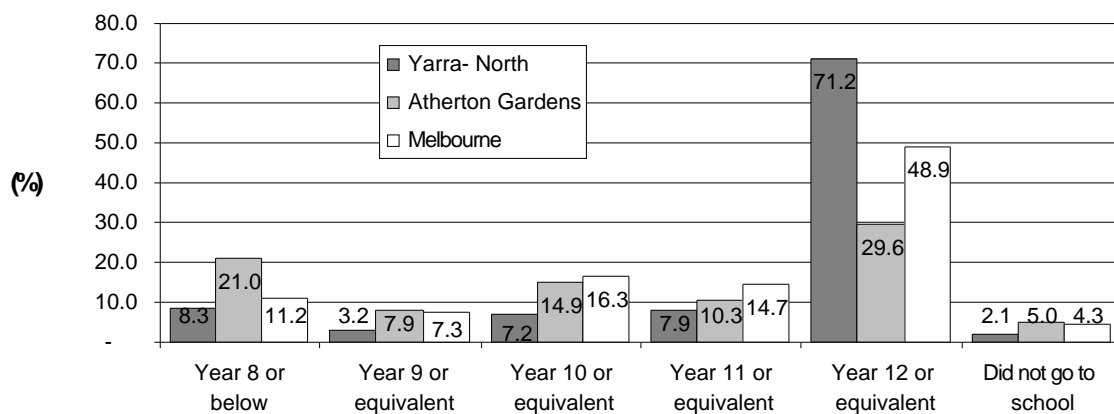 80.0
70.0
60.0
50.0
40.0
30.0
20.0
10.0
-
(%)
Yarra- North
Atherton Gardens
Melbourne
8.3
21.0
11.2
3.2
7.9
7.3
7.2
14.9
16.3
7.9
10.3
14.7
71.2
29.6
48.9
2.1
5.0
4.3
Year 8 or
below
Year 9 or
equivalent
Year 10 or
equivalent
Year 11 or
equivalent
Year 12 or
equivalent
Did not go to
school